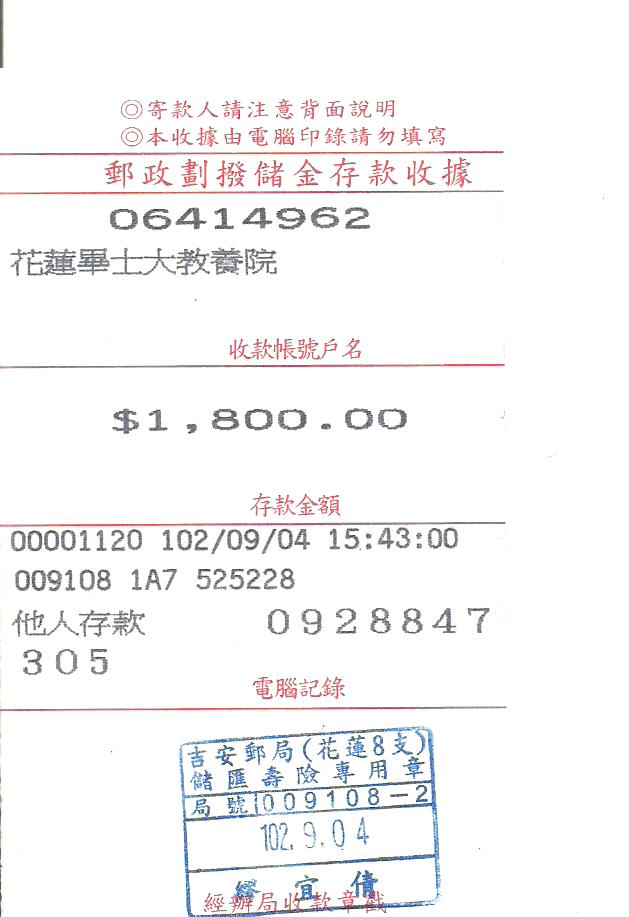 ◎寄款人請注意背面說明
◎本收據由電腦印錄請勿填寫
郵政劃撥儲金存款收據
06414962
花蓮畢士大教養院
收款帳號戶名
$1,800.00
存款金額
00001120 102/09/04 15:43:00
009108 1A7 525228
他人存款 0928847
305
電腦記錄
吉安郵局(花蓮8支)
儲匯壽險專用章
局號 009108-2
102.9.04
宜倩
經辦局收款章戳